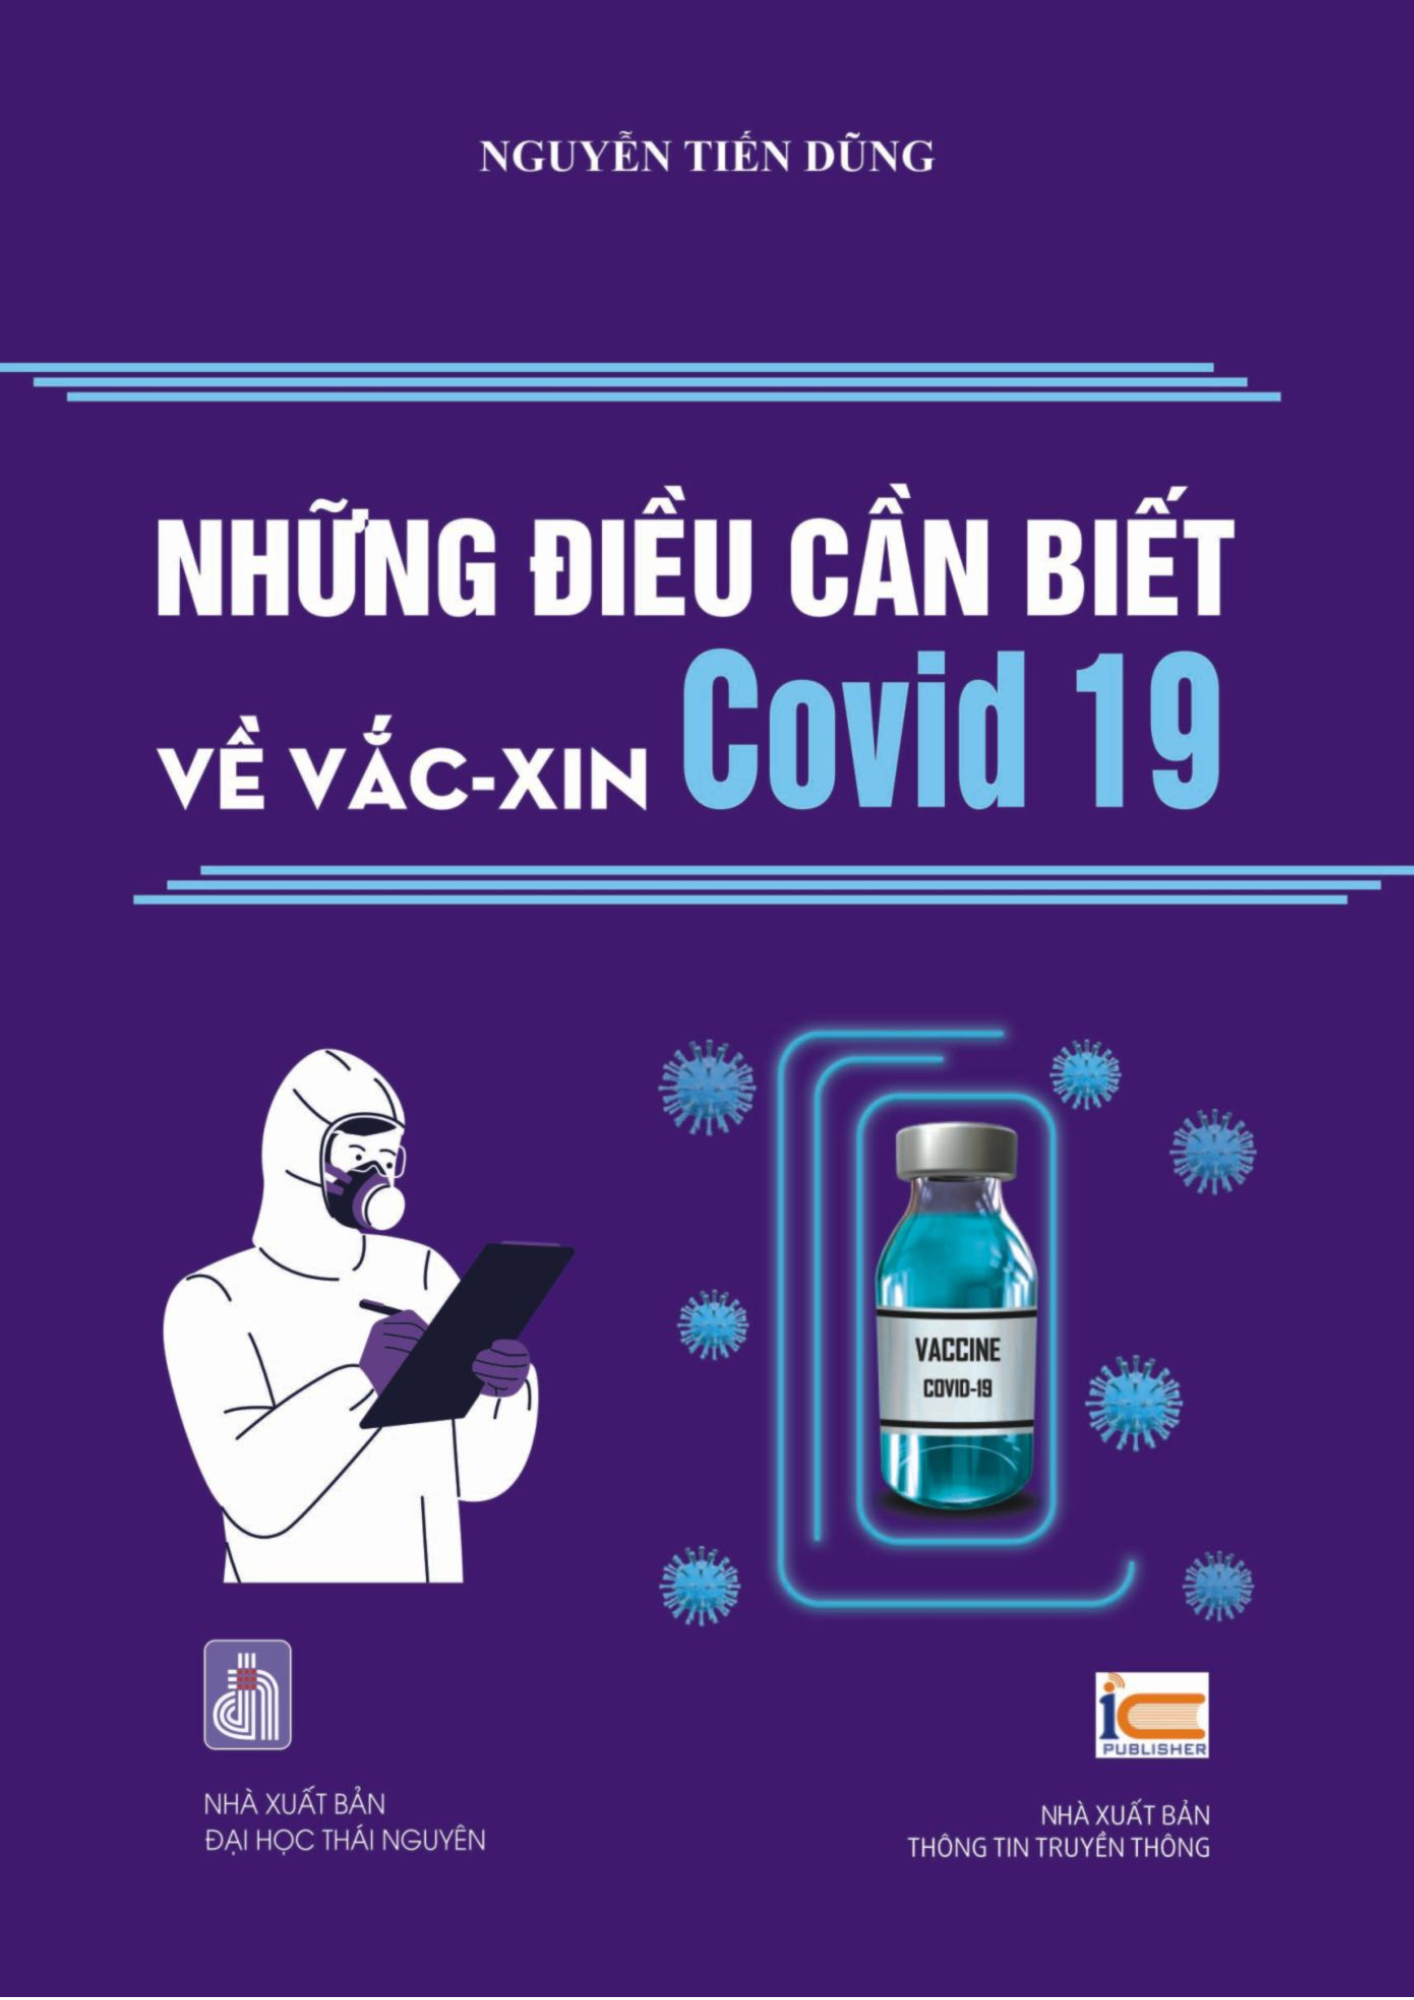 NGUYỄN TIẾN DŨNG
NHỮNG ĐIỀU CẦN BIẾT
VỀ VẮC-XIN Covid 19
VACCINE
COVID-19
iC
PUBLISHER
NHÀ XUẤT BẢN
ĐẠI HỌC THÁI NGUYÊN
NHÀ XUẤT BẢN
THÔNG TIN TRUYỀN THÔNG